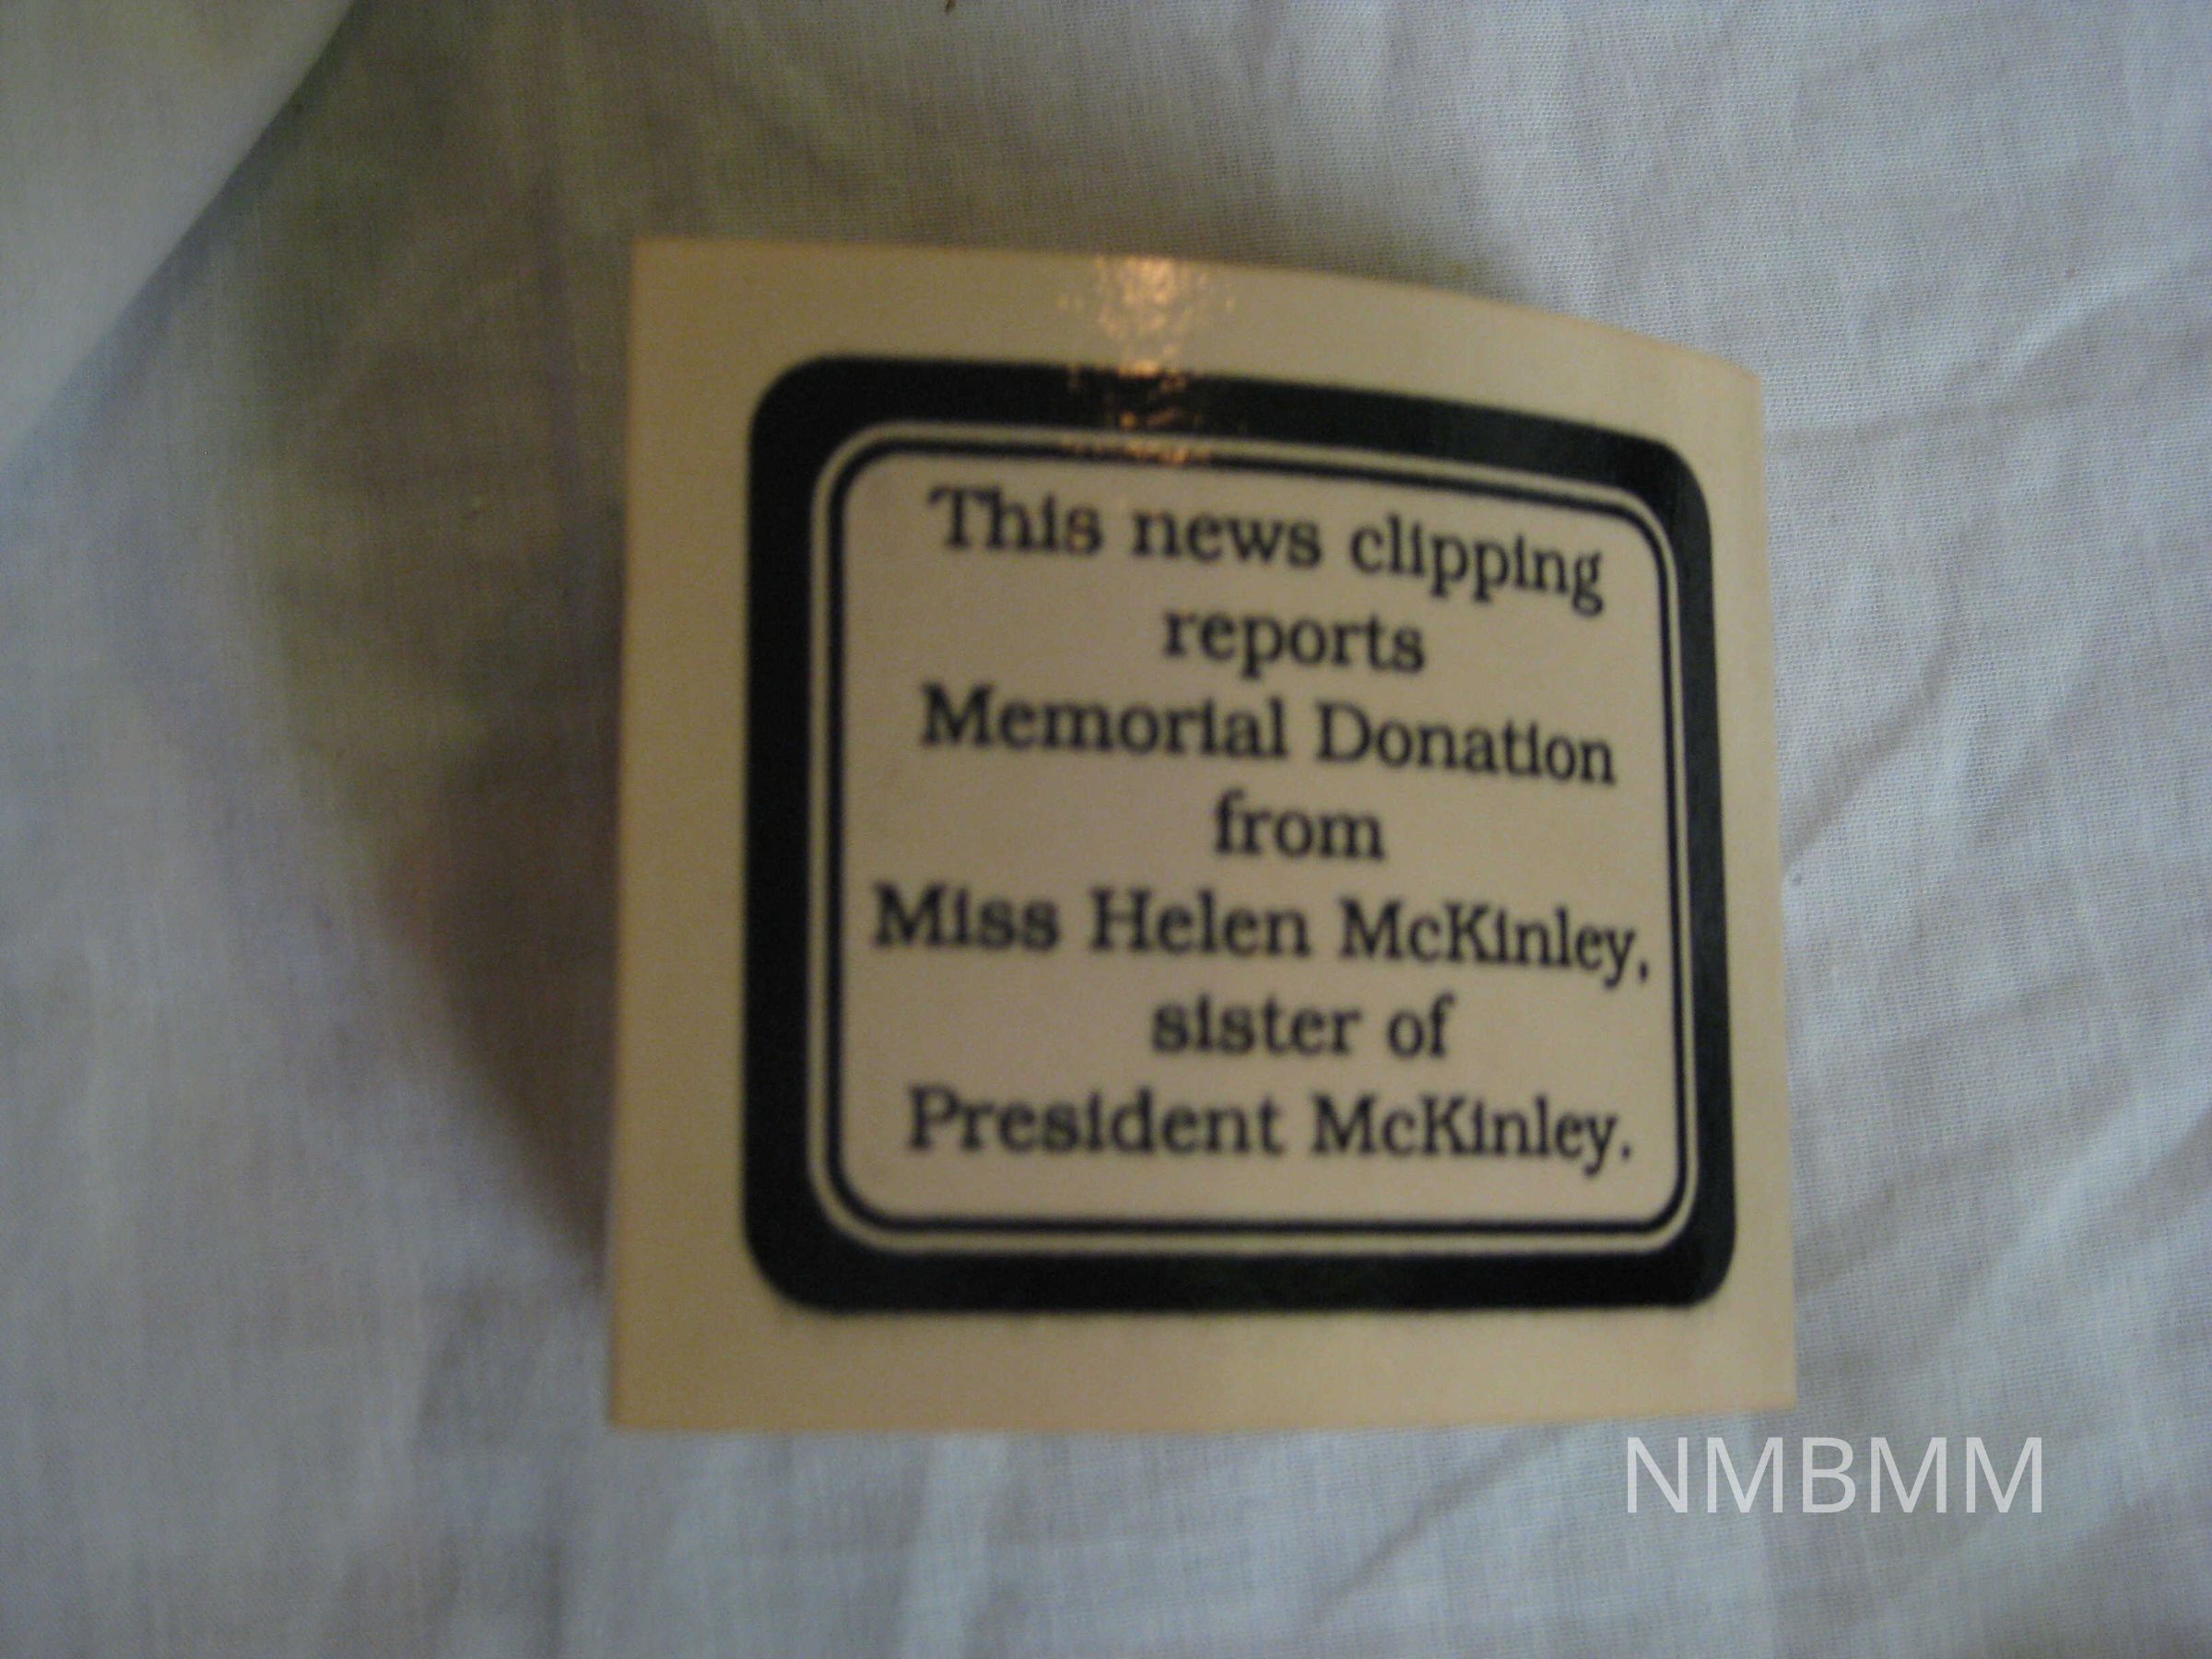 This news clipping
reports
Memorial Donation
from
Miss Helen McKinley,
sister of
President McKinley.
NMBMM